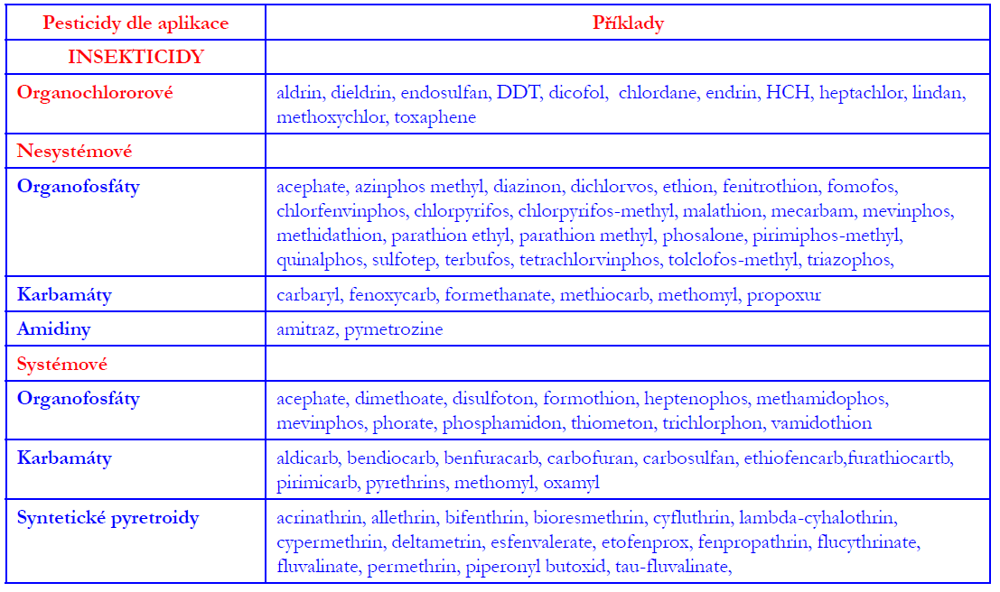 Pesticidy dle aplikace
Příklady
INSEKTICIDY
Organochlororové
aldrin, dieldrin, endosulfan, DDT, dicofol, chlordane, endrin, HCH, heptachlor, lindan,
methoxychlor, toxaphene
Nesystémové
Organofosfáty
acephate, azinphos methyl, diazinon, dichlorvos, ethion, fenitrothion, fomofos,
chlorfenvinphos, chlorpyrifos, chlorpyrifos-methyl, malathion, mecarbam, mevinphos,
methidathion, parathion ethyl, parathion methyl, phosalone, pirimiphos-methyl,
quinalphos, sulfotep, terbufos, tetrachlorvinphos, tolclofos-methyl, triazophos,
Karbamáty
carbaryl, fenoxycarb, formethanate, methiocarb, methomyl, propoxur
Amidiny
amitraz, pymetrozine
Systémové
Organofosfáty
acephate, dimethoate, disulfoton, formothion, heptenophos, methamidophos,
mevinphos, phorate, phosphamidon, thiometon, trichlorphon, vamidothion
Karbamáty
aldicarb, bendiocarb, benfuracarb, carbofuran, carbosulfan, ethiofencarb,furathiocartb,
pirimicarb, pyrethrins, methomyl, oxamyl
Syntetické pyretroidy
acrinathrin, allethrin, bifenthrin, bioresmethrin, cyfluthrin, lambda-cyhalothrin,
cypermethrin, deltametrin, esfenvalerate, etofenprox, fenpropathrin, flucythrinate,
fluvalinate, permethrin, piperonyl butoxid, tau-fluvalinate,